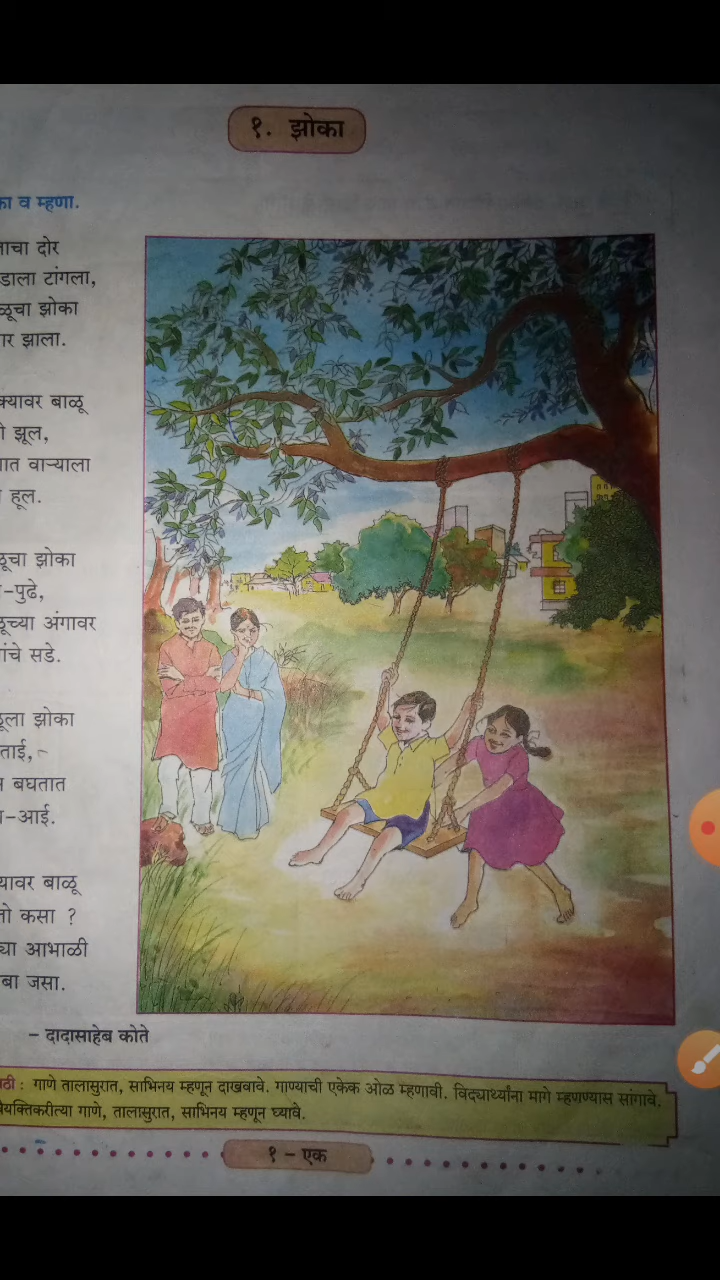 १. झोका
का व म्हणा.
ाचा दोर
डाला टांगला,
ळूचा झोका
ार झाला.
क्यावर बाळू
ो झूल,
ात वाऱ्याला
हूल.
ळूचा झोका
-पुढे,
ळूच्या अंगावर
ांचे सडे.
ळूला झोका
ताई,
बघतात
-आई.
यावर बाळू
तो कसा ?
च्या आभाळी
बा जसा.
- दादासाहेब कोते
ठी : गाणे तालासुरात, साभिनय म्हणून दाखवावे. गाण्याची एकेक ओळ म्हणावी. विद्यार्थ्यांना मागे म्हणण्यास सांगावे.
वैयक्तिकरीत्या गाणे, तालासुरात, साभिनय म्हणून घ्यावे.
१ - एक